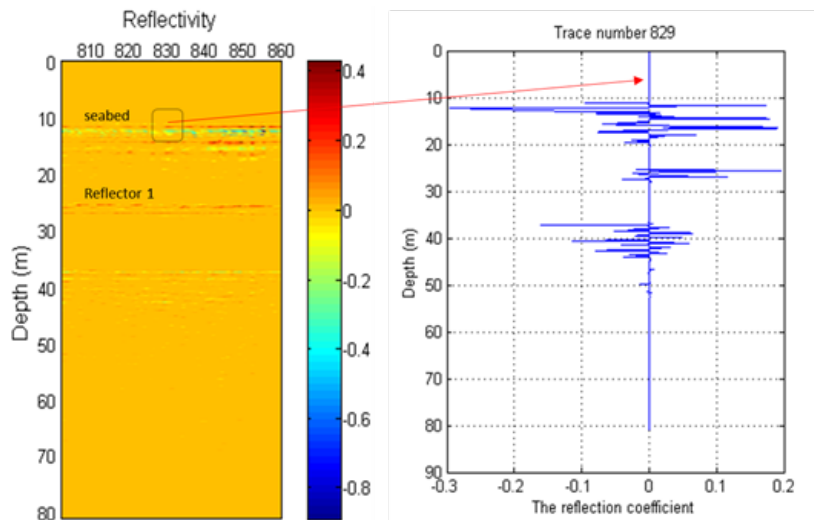 Reflectivity
810 820 830 840 850 860
0
10
20
30
40
50
60
70
80
Depth (m)
seabed
Reflector 1
0.4
0.2
0
-0.2
-0.4
-0.6
-0.8
Trace number 829
0
10
20
30
40
50
60
70
80
90
Depth (m)
-0.3 -0.2 -0.1 0 0.1 0.2
The reflection coefficient